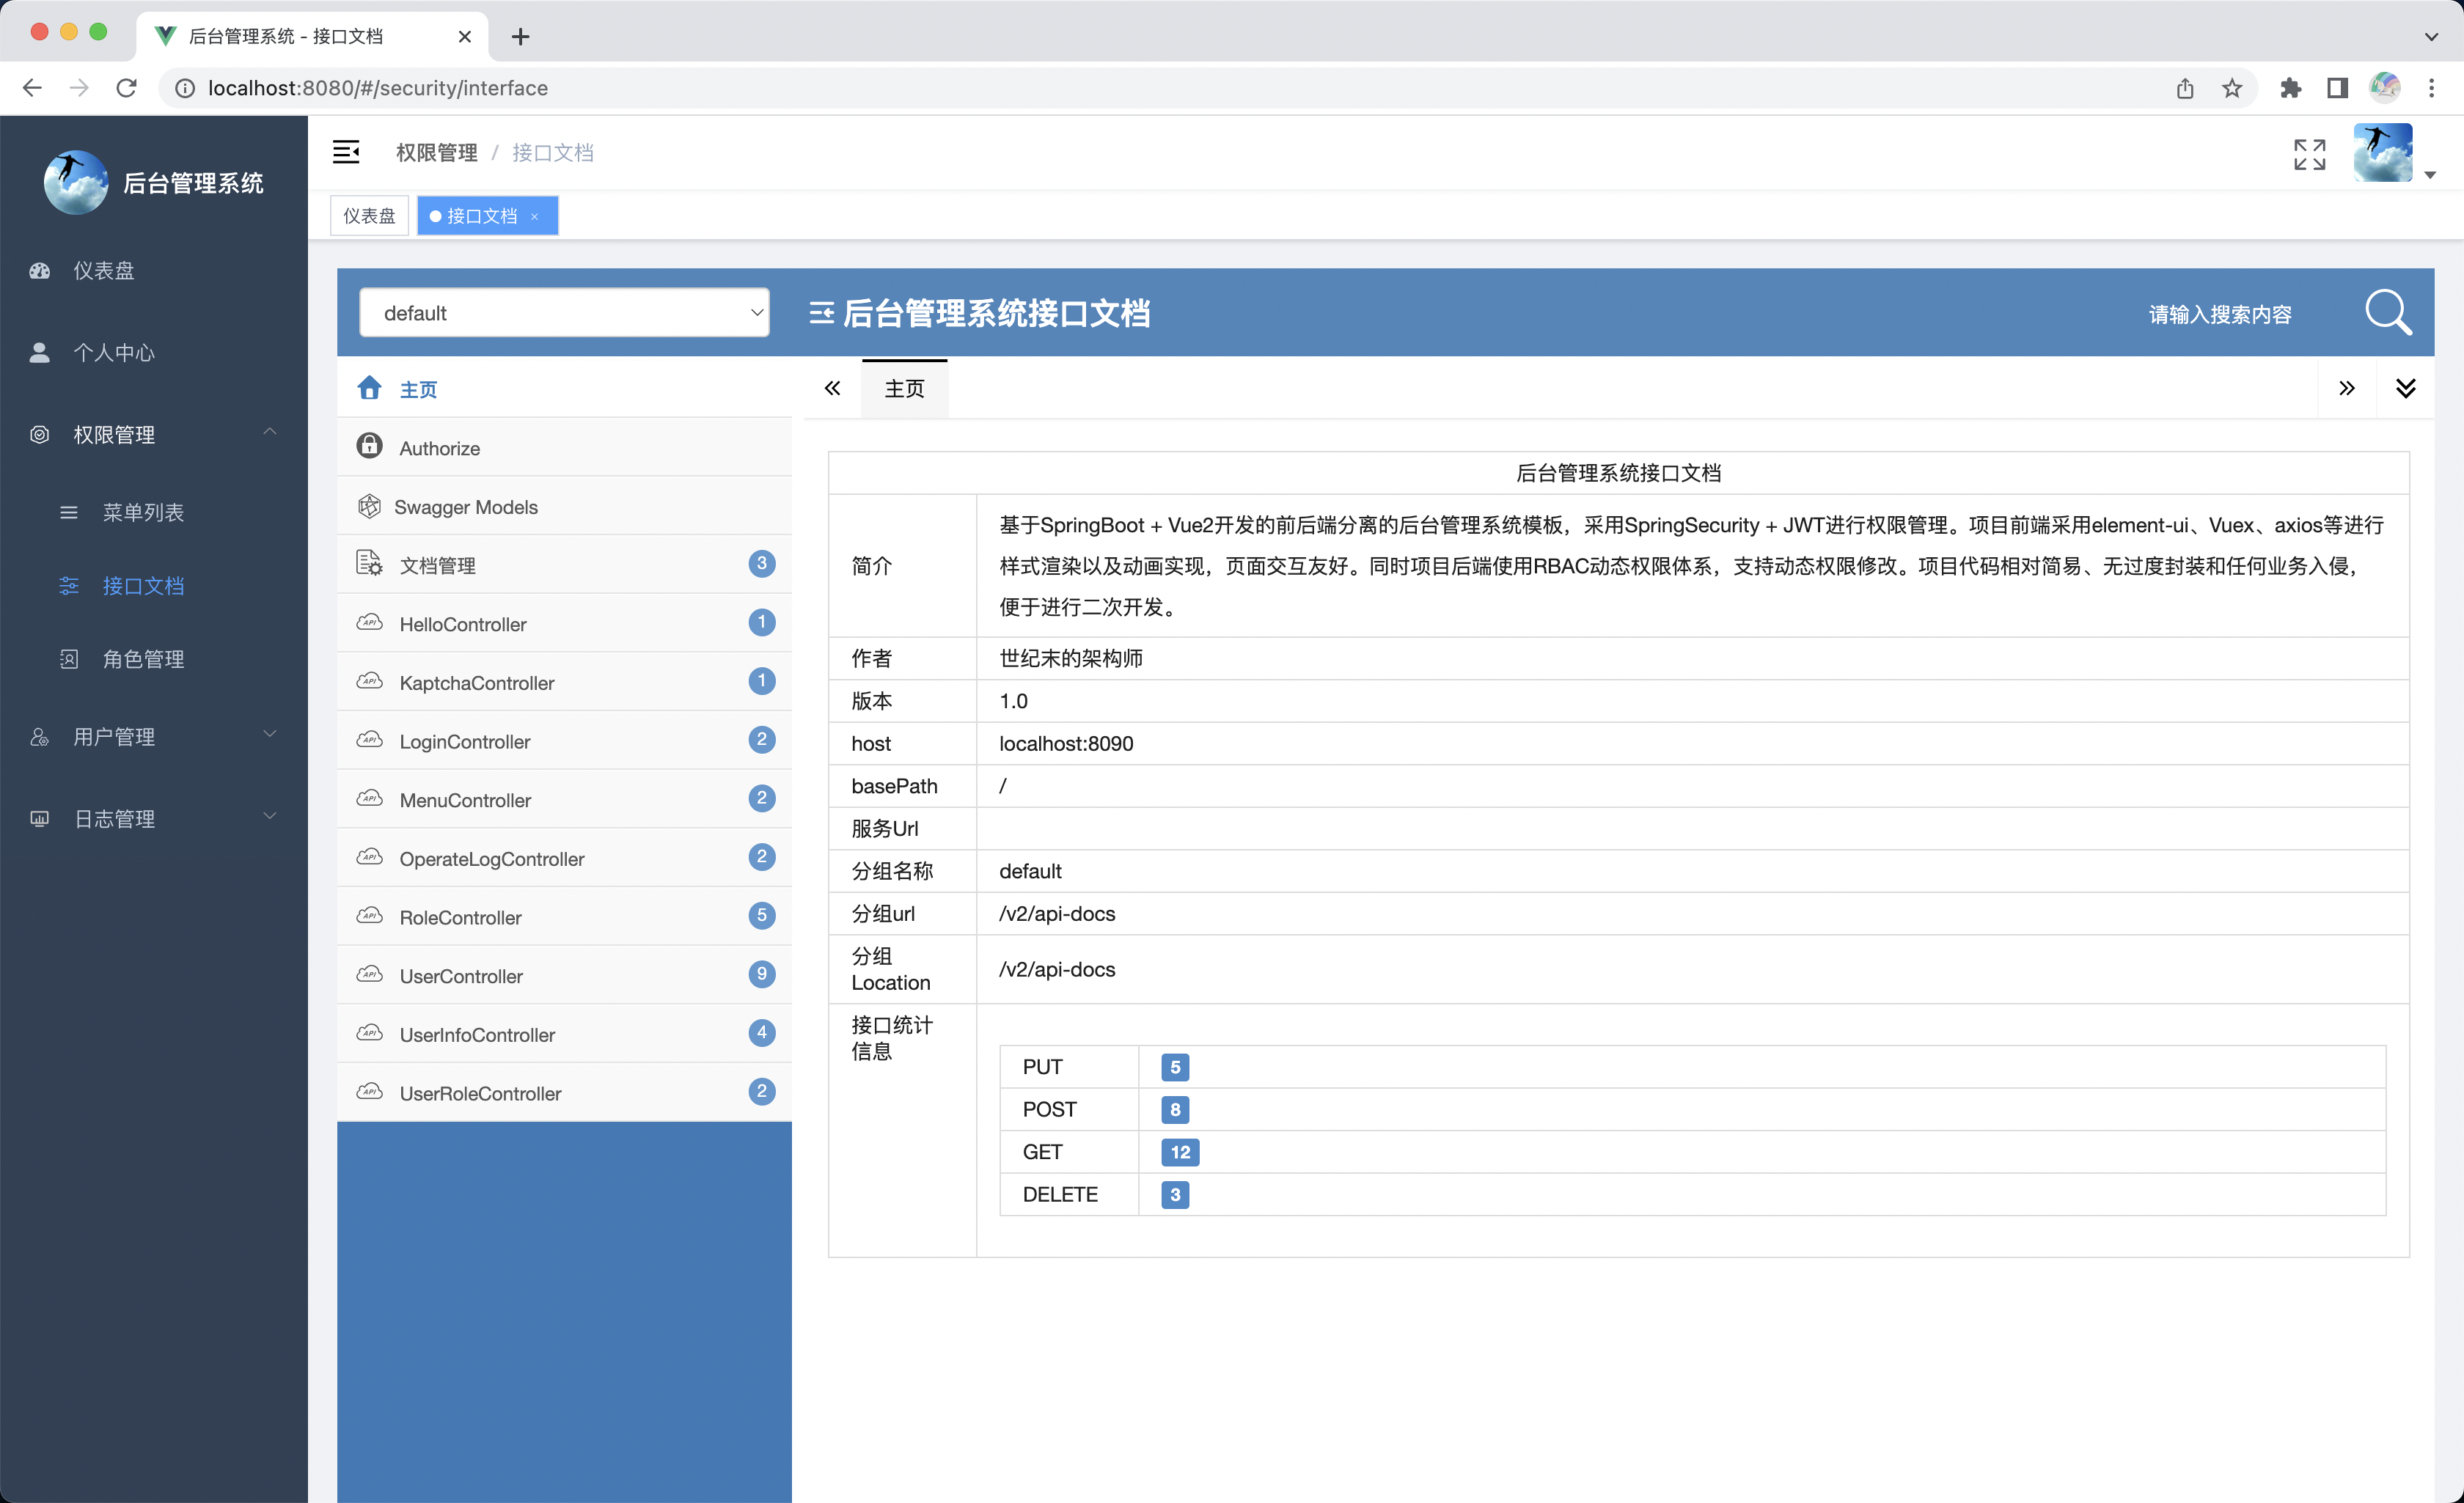 后台管理系统 - 接口文档
localhost:8080/#/security/interface
后台管理系统
仪表盘
个人中心
权限管理
菜单列表
接口文档
角色管理
用户管理
日志管理
权限管理 / 接口文档
仪表盘
接口文档
default
后台管理系统接口文档
请输入搜索内容
主页
Authorize
Swagger Models
文档管理 3
HelloController 1
KaptchaController 1
LoginController 2
MenuController 2
OperateLogController 2
RoleController 5
UserController 9
UserInfoController 4
UserRoleController 2
主页
后台管理系统接口文档
简介
基于SpringBoot + Vue2开发的前后端分离的后台管理系统模板，采用SpringSecurity + JWT进行权限管理。项目前端采用element-ui、Vuex、axios等进行
样式渲染以及动画实现，页面交互友好。同时项目后端使用RBAC动态权限体系，支持动态权限修改。项目代码相对简易、无过度封装和任何业务入侵，
便于进行二次开发。
作者 世纪末的架构师
版本 1.0
host localhost:8090
basePath /
服务Url
分组名称 default
分组url /v2/api-docs
分组
Location
/v2/api-docs
接口统计
信息
PUT 5
POST 8
GET 12
DELETE 3